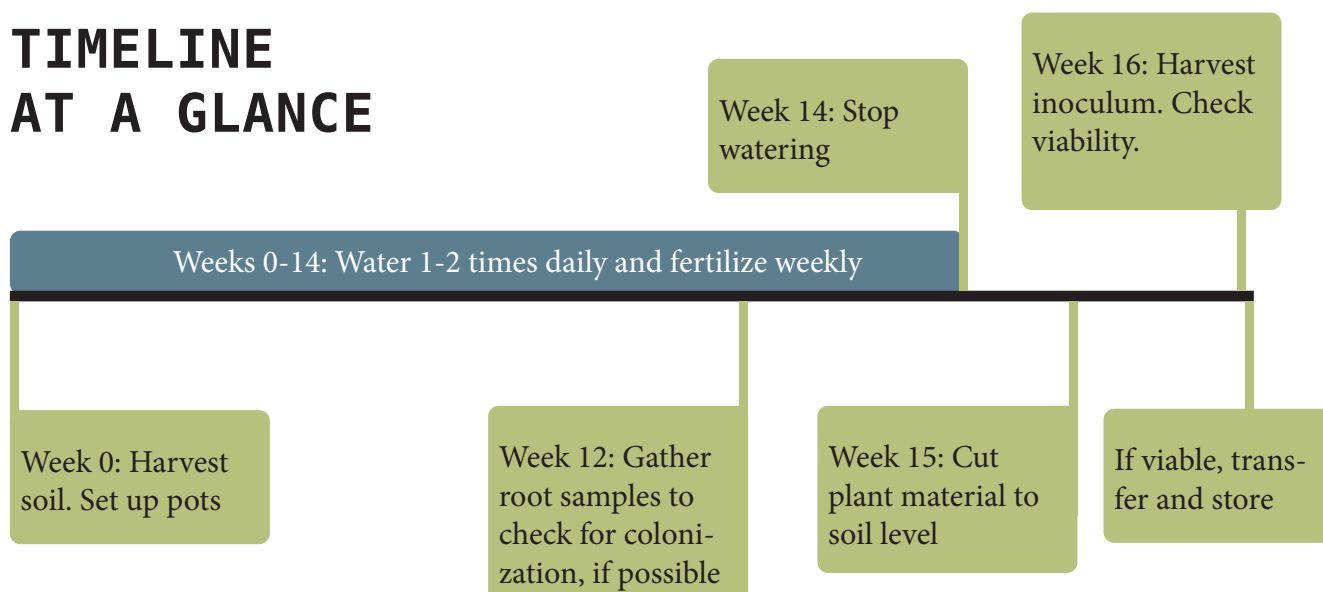 TIMELINE
AT A GLANCE
Week 14: Stop
watering
Week 16: Harvest
inoculum. Check
viability.
Weeks 0-14: Water 1-2 times daily and fertilize weekly
Week 0: Harvest
soil. Set up pots
Week 12: Gather
root samples to
check for coloni-
zation, if possible
Week 15: Cut
plant material to
soil level
If viable, trans-
fer and store